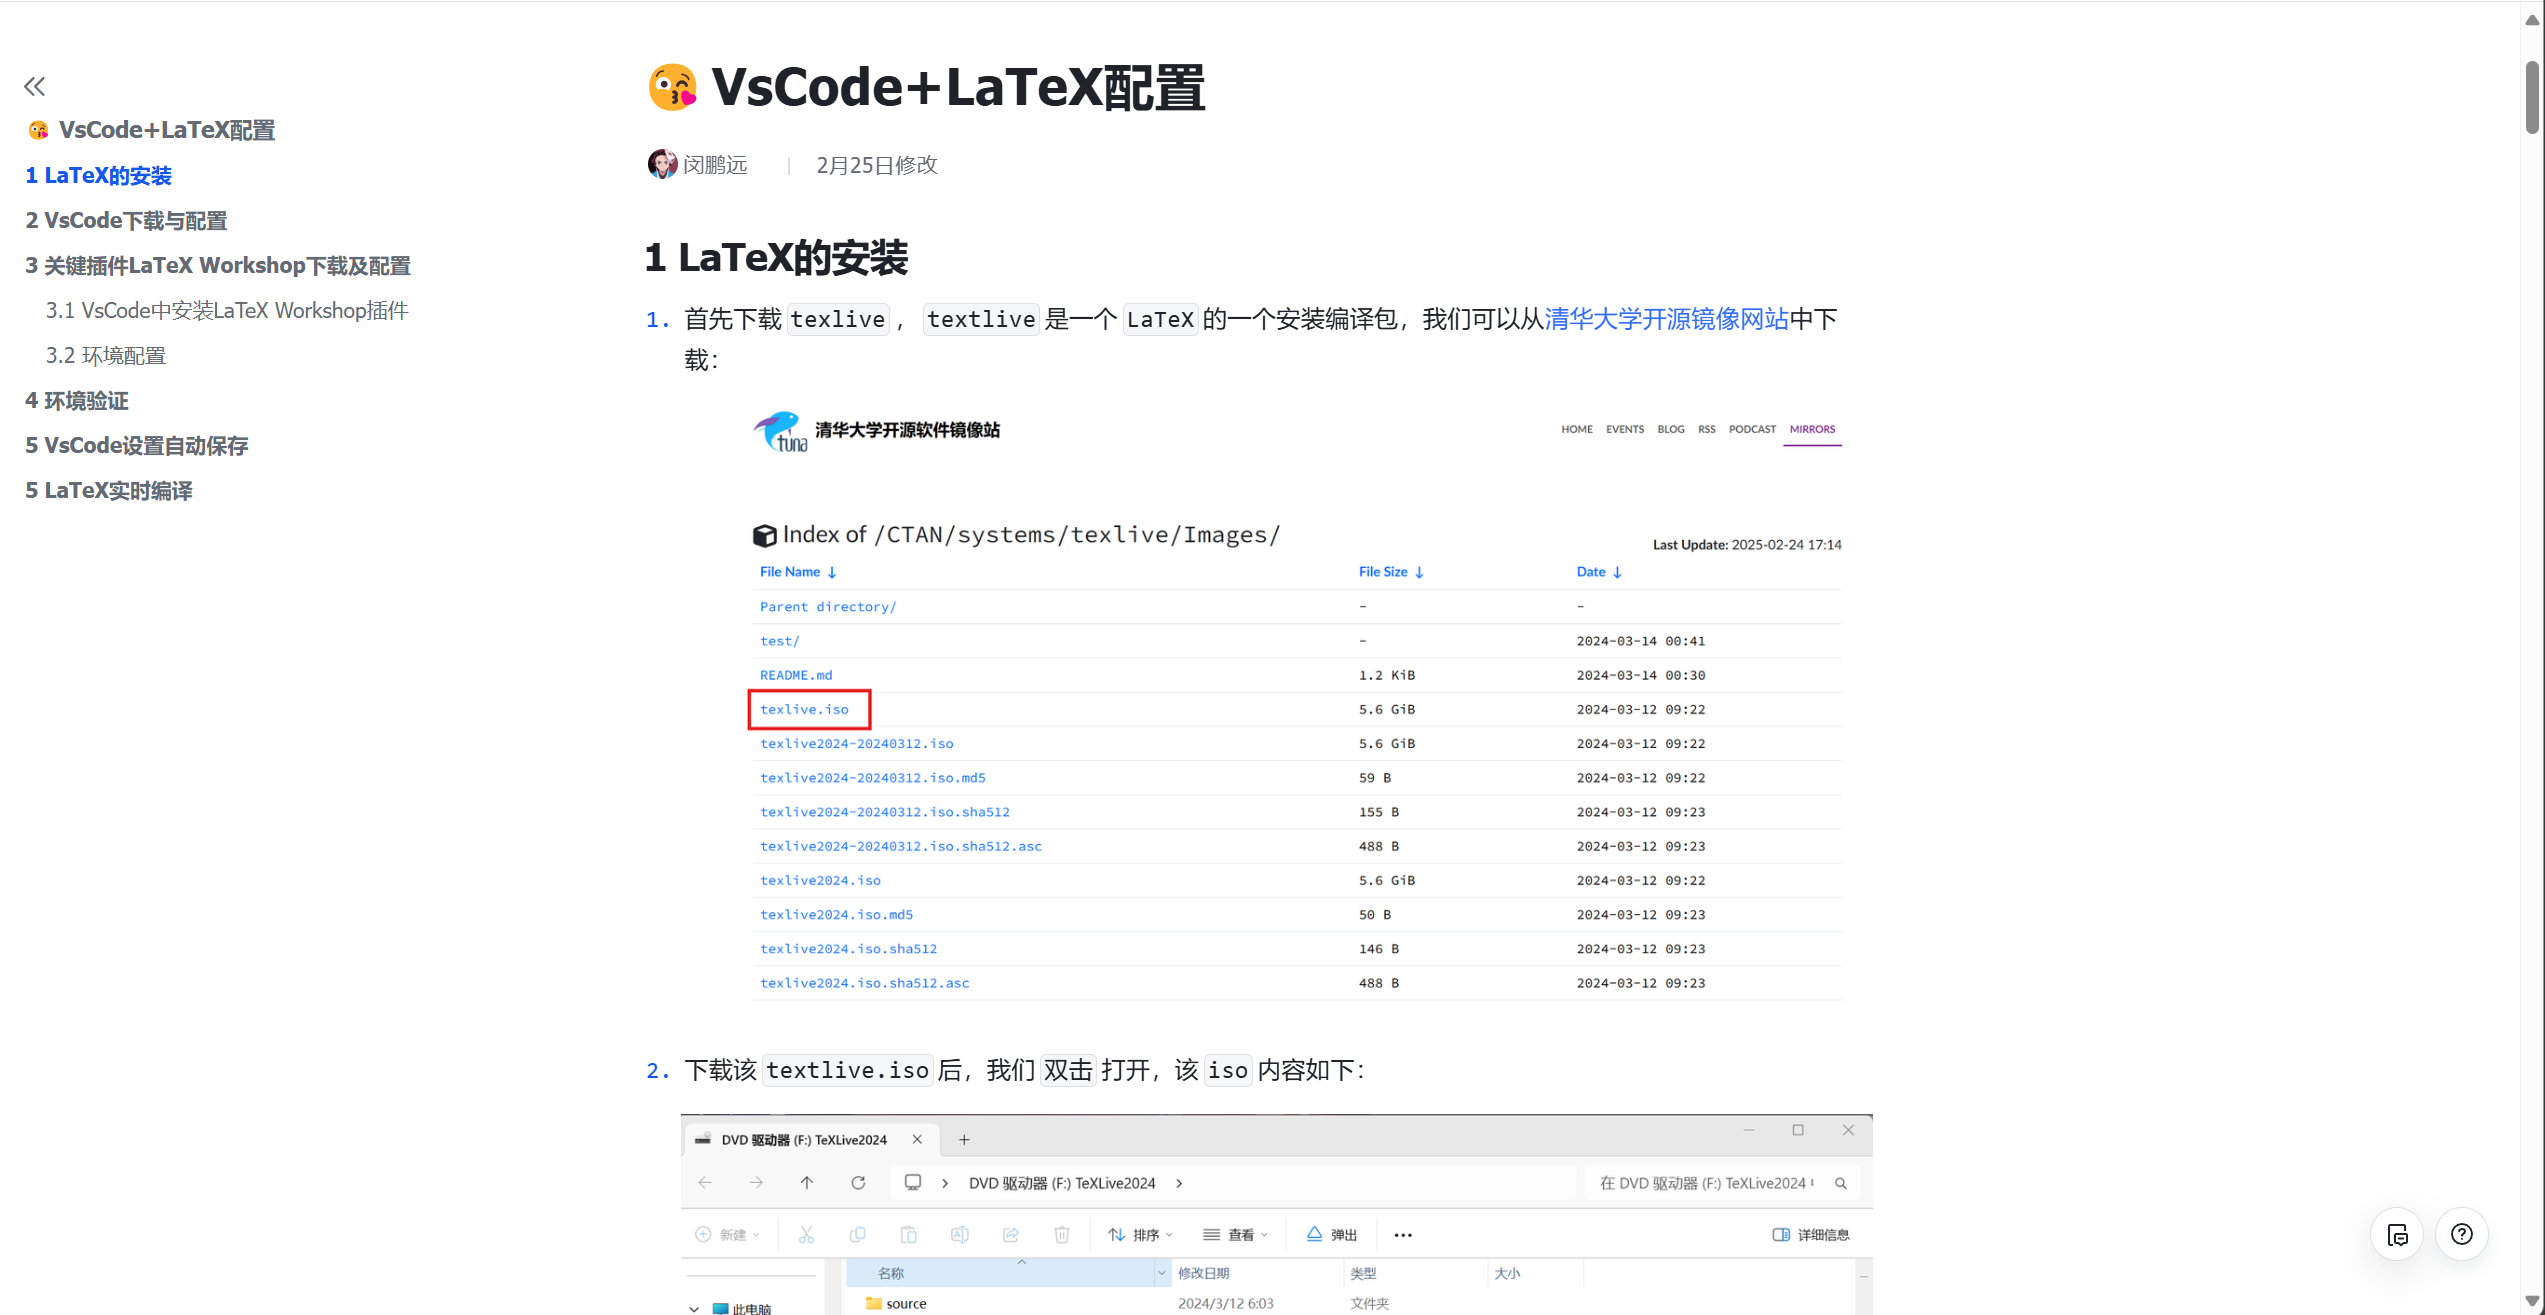 VsCode+LaTeX配置
1 LaTeX的安装
2 VsCode下载与配置
3 关键插件LaTeX Workshop下载及配置
3.1 VsCode中安装LaTeX Workshop插件
3.2 环境配置
4 环境验证
5 VsCode设置自动保存
5 LaTeX实时编译
VsCode+LaTeX配置
闵鹏远 | 2月25日修改
1 LaTeX的安装
1. 首先下载 texlive ， textlive 是一个 LaTeX 的一个安装编译包，我们可以从清华大学开源镜像网站中下
载：
tuna 清华大学开源软件镜像站 HOME EVENTS BLOG RSS PODCAST MIRRORS
Index of /CTAN/systems/texlive/Images/
Last Update: 2025-02-24 17:14
File Name ↓ File Size ↓ Date ↓
Parent directory/ - -
test/ - 2024-03-14 00:41
README.md 1.2 KiB 2024-03-14 00:30
texlive.iso 5.6 GiB 2024-03-12 09:22
texlive2024-20240312.iso 5.6 GiB 2024-03-12 09:22
texlive2024-20240312.iso.md5 59 B 2024-03-12 09:22
texlive2024-20240312.iso.sha512 155 B 2024-03-12 09:23
texlive2024-20240312.iso.sha512.asc 488 B 2024-03-12 09:23
texlive2024.iso 5.6 GiB 2024-03-12 09:22
texlive2024.iso.md5 50 B 2024-03-12 09:23
texlive2024.iso.sha512 146 B 2024-03-12 09:23
texlive2024.iso.sha512.asc 488 B 2024-03-12 09:23
2. 下载该 textlive.iso 后，我们 双击 打开，该 iso 内容如下：
DVD 驱动器 (F:) TeXLive2024
DVD 驱动器 (F:) TeXLive2024 在 DVD 驱动器 (F:) TeXLive2024
新建 排序 查看 弹出 ··· 详细信息
名称 修改日期 类型 大小
此电脑 source 2024/3/12 6:03 文件夹